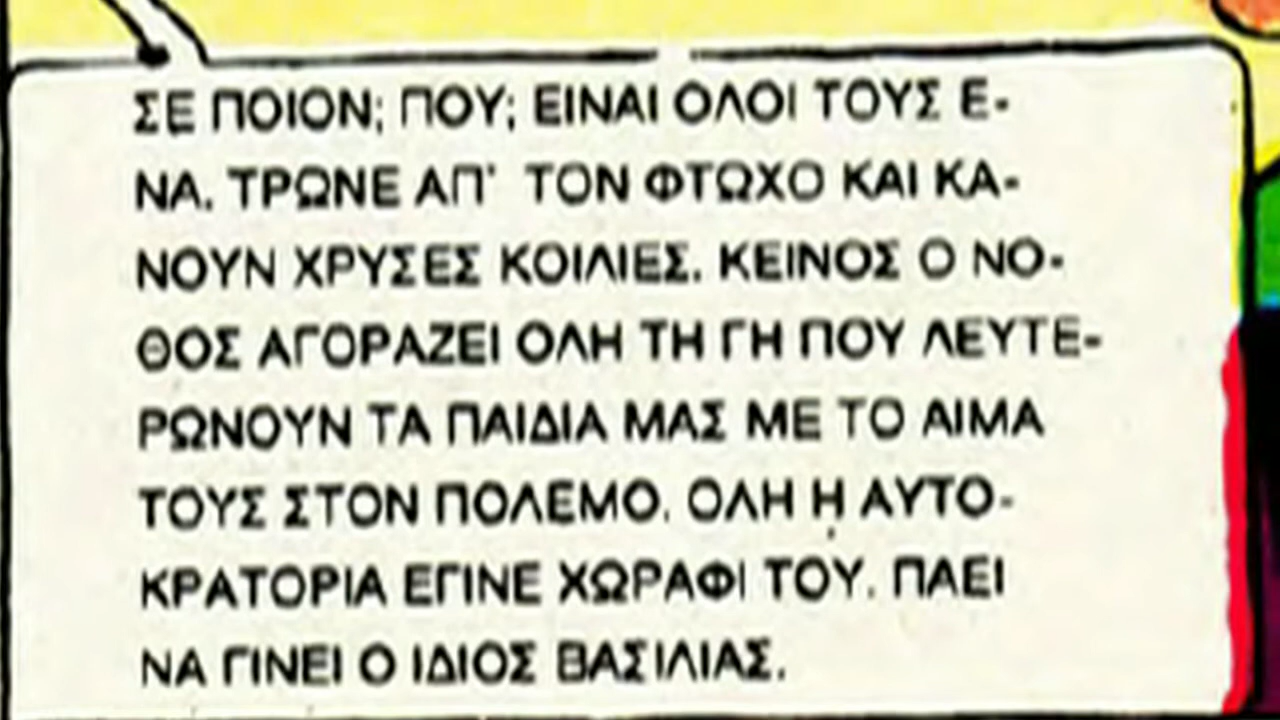 ΣΕ ΠΟΙΟΝ; ΠΟΥ; ΕΙΝΑΙ ΟΛΟΙ ΤΟΥΣ Ε-
ΝΑ. ΤΡΩΝΕ ΑΠ' ΤΟΝ ΦΤΩΧΟ ΚΑΙ ΚΑ-
ΝΟΥΝ ΧΡΥΣΕΣ ΚΟΙΛΙΕΣ. ΚΕΙΝΟΣ Ο ΝΟ-
ΘΟΣ ΑΓΟΡΑΖΕΙ ΟΛΗ ΤΗ ΓΗ ΠΟΥ ΛΕΥΤΕ-
ΡΩΝΟΥΝ ΤΑ ΠΑΙΔΙΑ ΜΑΣ ΜΕ ΤΟ ΑΙΜΑ
ΤΟΥΣ ΣΤΟΝ ΠΟΛΕΜΟ. ΟΛΗ Η ΑΥΤΟ-
ΚΡΑΤΟΡΙΑ ΕΓΙΝΕ ΧΩΡΑΦΙ ΤΟΥ. ΠΑΕΙ
ΝΑ ΓΙΝΕΙ Ο ΙΔΙΟΣ ΒΑΣΙΛΙΑΣ.